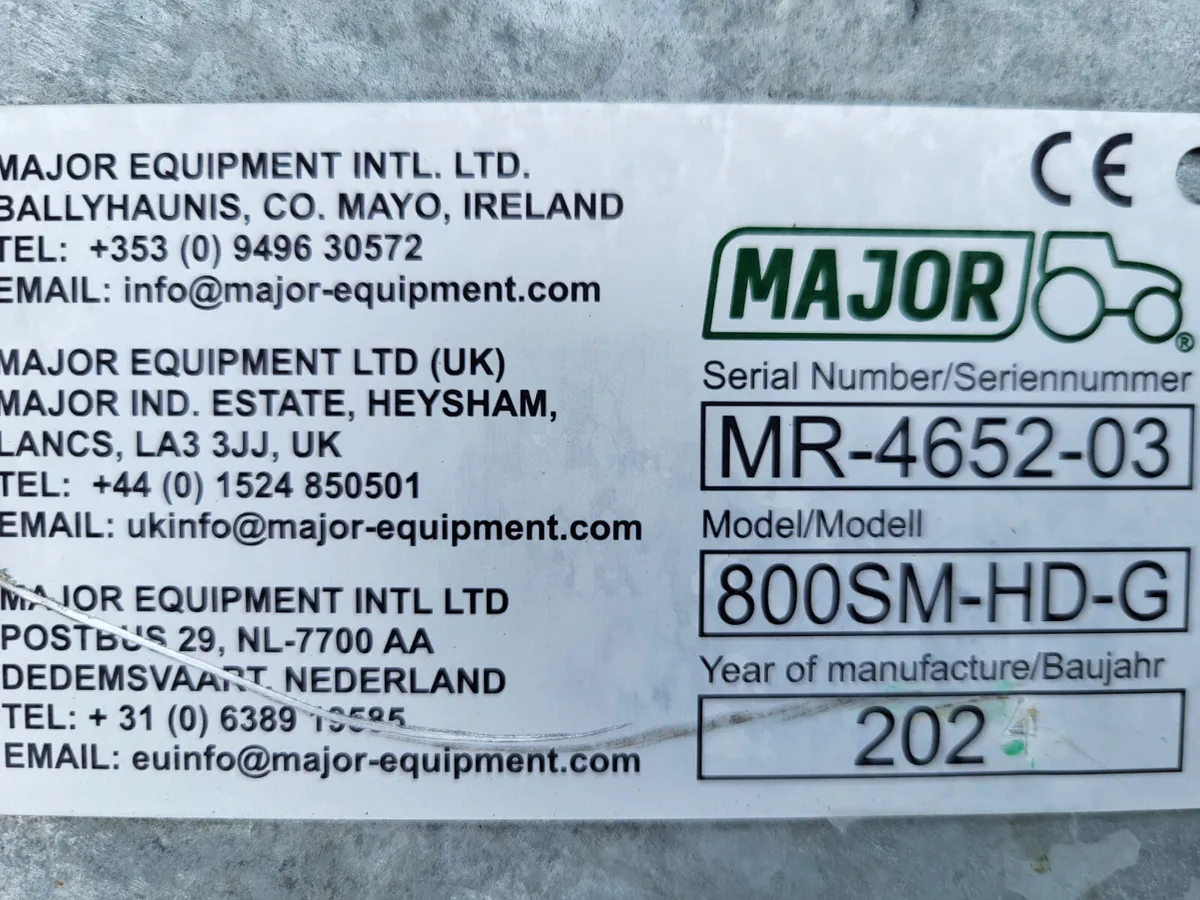 MAJOR EQUIPMENT INTL. LTD.
BALLYHAUNIS, CO. MAYO, IRELAND
TEL: +353 (0) 9496 30572
EMAIL: info@major-equipment.com
MAJOR EQUIPMENT LTD (UK)
MAJOR IND. ESTATE, HEYSHAM,
LANCS, LA3 3JJ, UK
TEL: +44 (0) 1524 850501
EMAIL: ukinfo@major-equipment.com
MAJOR EQUIPMENT INTL LTD
POSTBUS 29, NL-7700 AA
DEDEMSVAART, NEDERLAND
TEL: + 31 (0) 6389
EMAIL: euinfo@major-equipment.com
CE
MAJOR ®
Serial Number/Seriennummer
MR-4652-03
Model/Modell
800SM-HD-G
Year of manufacture/Baujahr
202